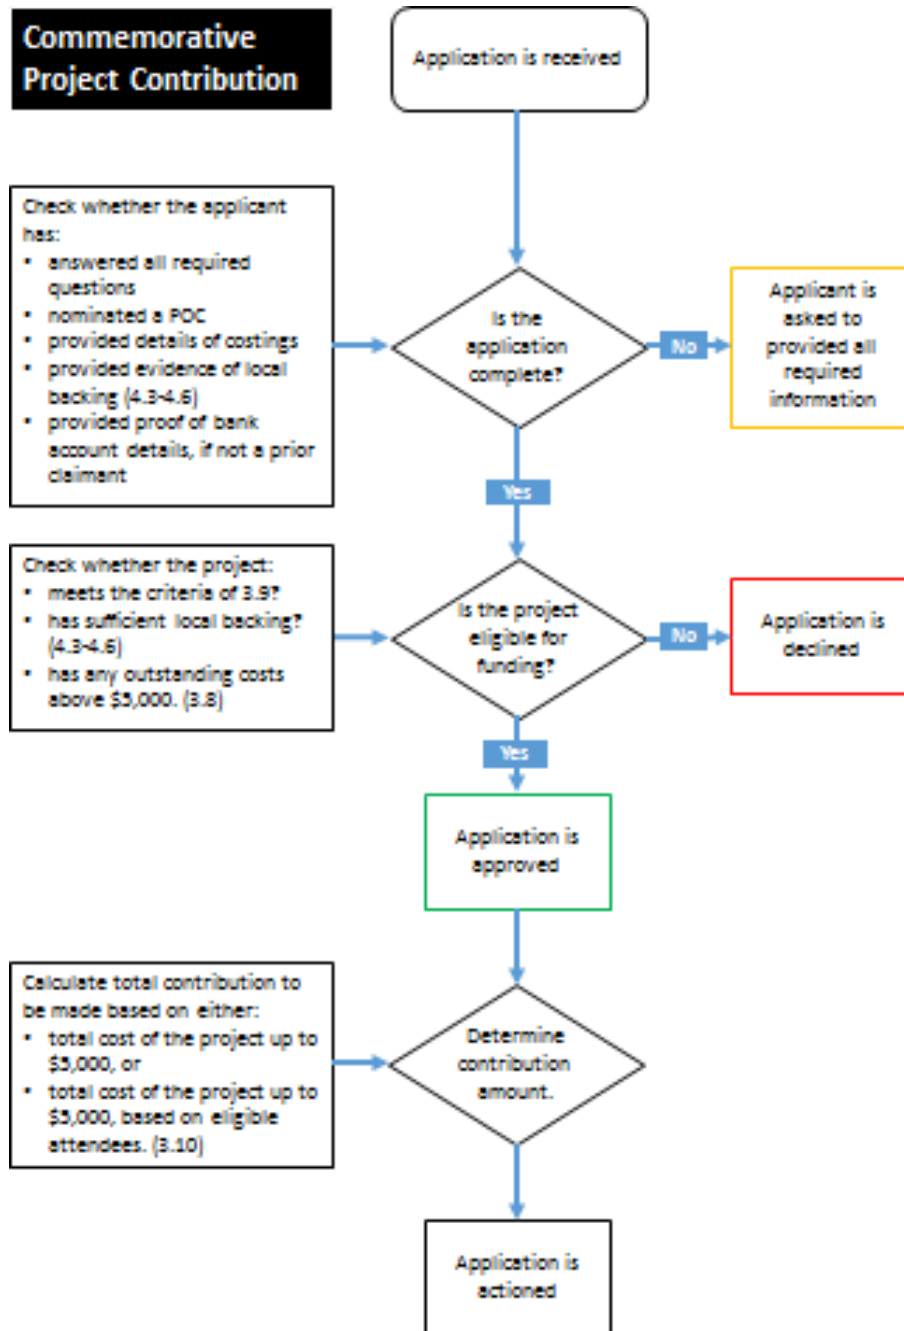 Commemorative
Project Contribution
Application is received
Check whether the applicant
has:
• answered all required
questions
• nominated a POC
• provided details of costings
• provided evidence of local
backing (4.3-4.6)
• provided proof of bank
account details, if not a prior
claimant
Is the
application
complete?
No
Applicant is
asked to
provided all
required
information
Yes
Check whether the project:
• meets the criteria of 3.9?
• has sufficient local backing?
(4.3-4.6)
• has any outstanding costs
above $5,000. (3.8)
Is the project
eligible for
funding?
No
Application is
declined
Yes
Application is
approved
Calculate total contribution to
be made based on either:
• total cost of the project up to
$5,000, or
• total cost of the project up to
$5,000, based on eligible
attendees. (3.10)
Determine
contribution
amount.
Application is
actioned